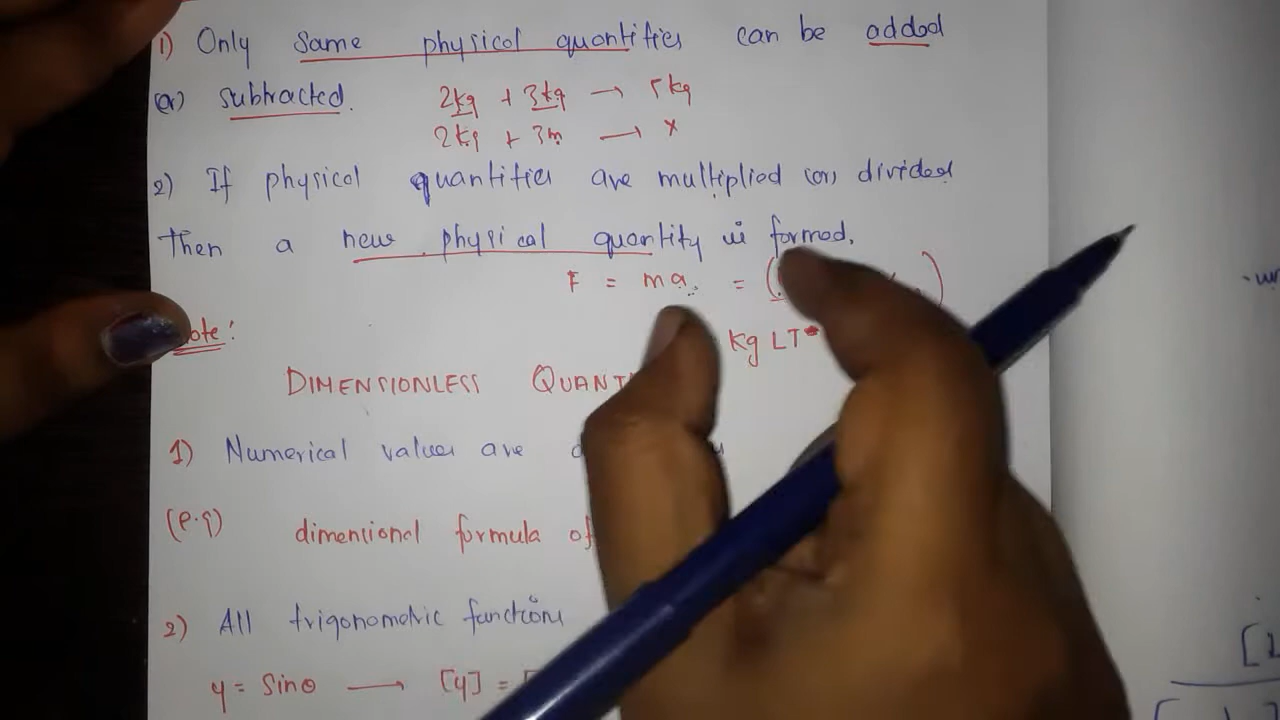 1) Only same physical quantities can be added
(or) subtracted. 2kg + 3kg → 5kg
2kg + 3m → x
2) If physical quantities are multiplied (or) divided
Then a new physical quantity is formed.
F = ma =
Note:
kg LT
DIMENSIONLESS
1) Numerical values are
(e.g) dimensional formula of
2) All trigonometric functions
y = Sinθ → [y] =